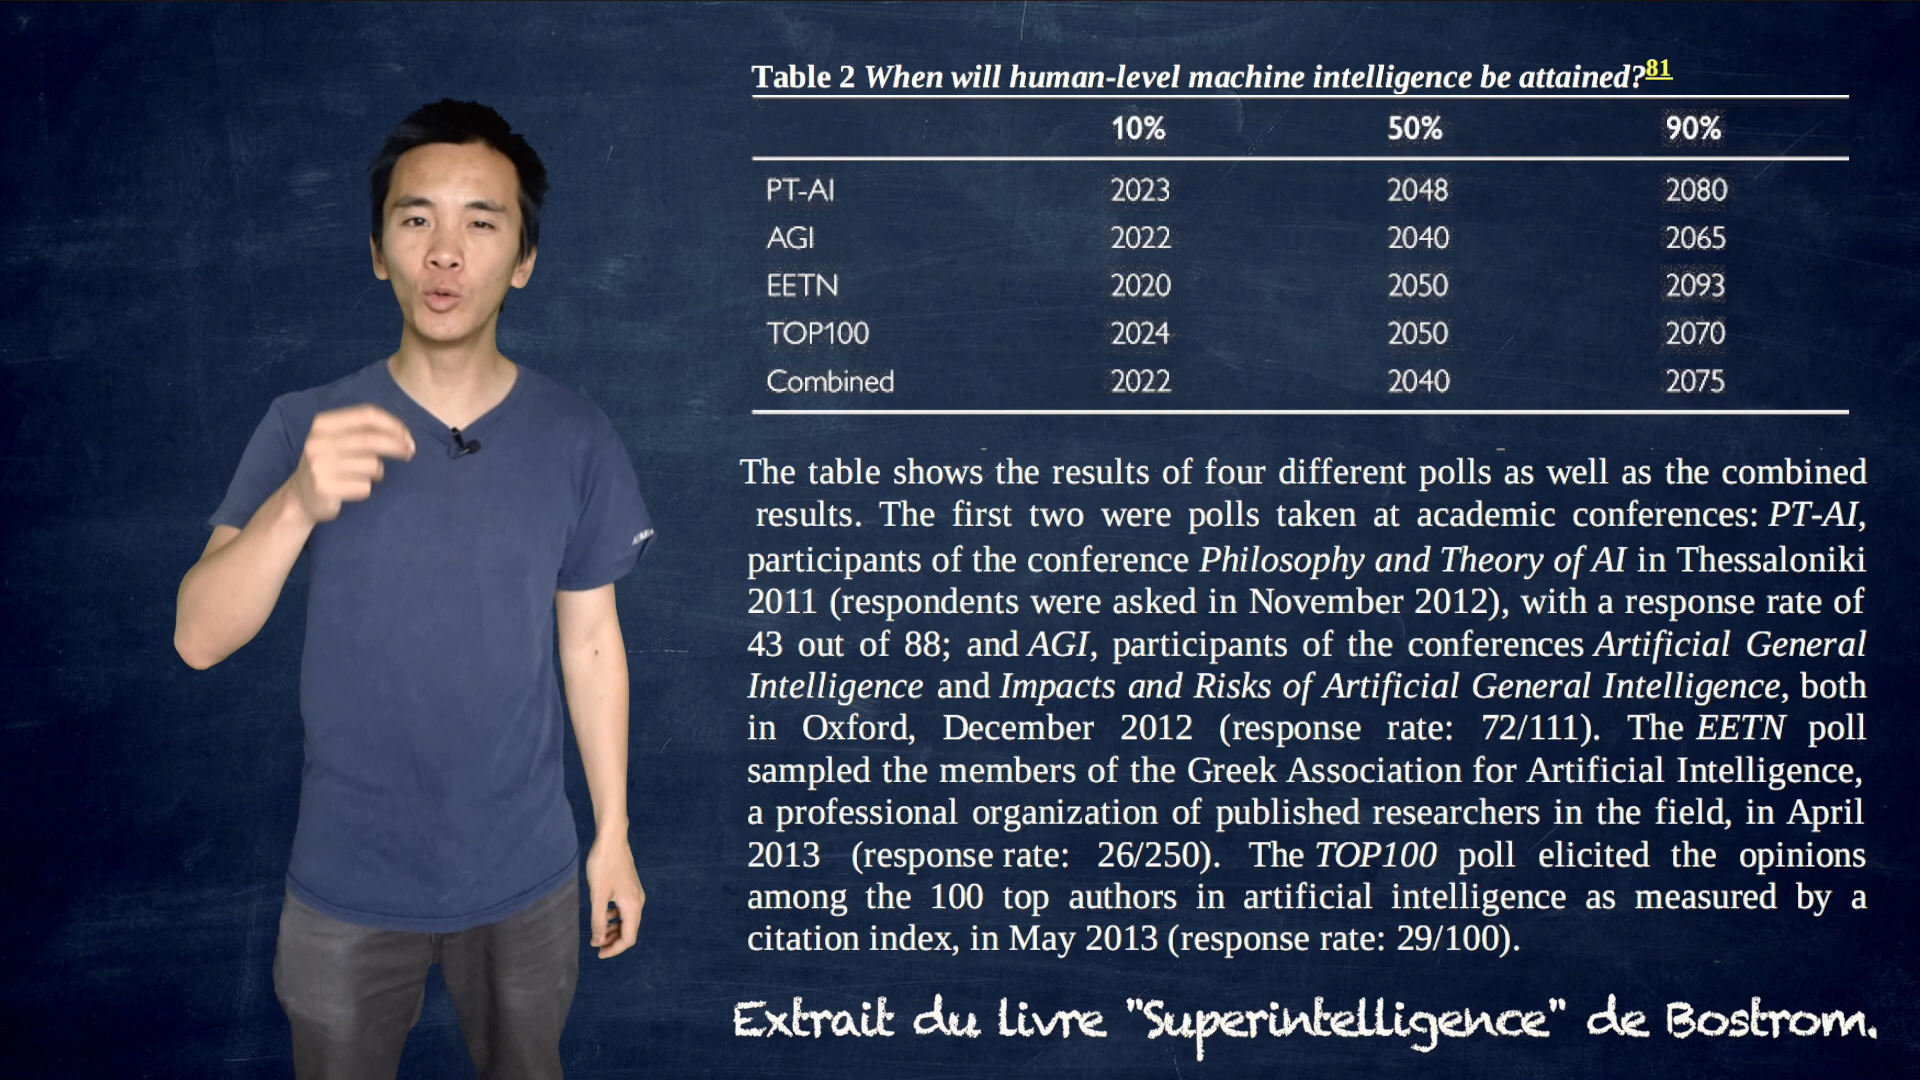 Table 2 When will human-level machine intelligence be attained?81
10% 50% 90%
PT-AI 2023 2048 2080
AGI 2022 2040 2065
EETN 2020 2050 2093
TOP100 2024 2050 2070
Combined 2022 2040 2075
The table shows the results of four different polls as well as the combined
results. The first two were polls taken at academic conferences: PT-AI,
participants of the conference Philosophy and Theory of AI in Thessaloniki
2011 (respondents were asked in November 2012), with a response rate of
43 out of 88; and AGI, participants of the conferences Artificial General
Intelligence and Impacts and Risks of Artificial General Intelligence, both
in Oxford, December 2012 (response rate: 72/111). The EETN poll
sampled the members of the Greek Association for Artificial Intelligence,
a professional organization of published researchers in the field, in April
2013 (response rate: 26/250). The TOP100 poll elicited the opinions
among the 100 top authors in artificial intelligence as measured by a
citation index, in May 2013 (response rate: 29/100).
Extrait du livre "Superintelligence" de Bostrom.